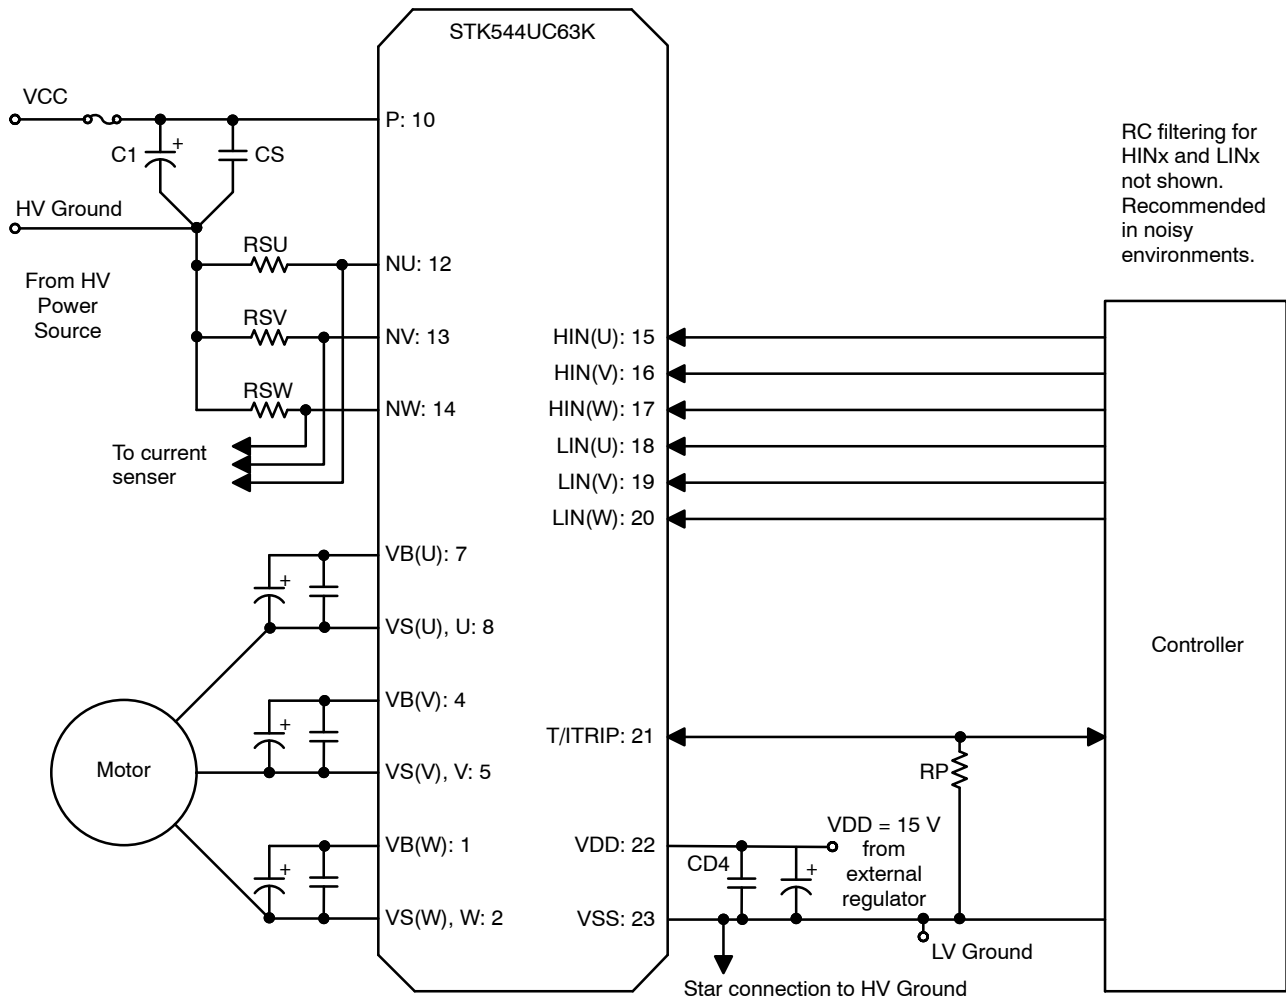 STK544UC63K
VCC
P: 10
C1
+
CS
HV Ground
From HV
Power
Source
RSU
NU: 12
RSV
NV: 13
RSW
NW: 14
To current
senser
RC filtering for
HINx and LINx
not shown.
Recommended
in noisy
environments.
HIN(U): 15
HIN(V): 16
HIN(W): 17
LIN(U): 18
LIN(V): 19
LIN(W): 20
VB(U): 7
+
VS(U), U: 8
Controller
VB(V): 4
+
VS(V), V: 5
Motor
T/ITRIP: 21
RP
VB(W): 1
+
VS(W), W: 2
VDD: 22
CD4
+
VDD = 15 V
from
external
regulator
VSS: 23
LV Ground
Star connection to HV Ground